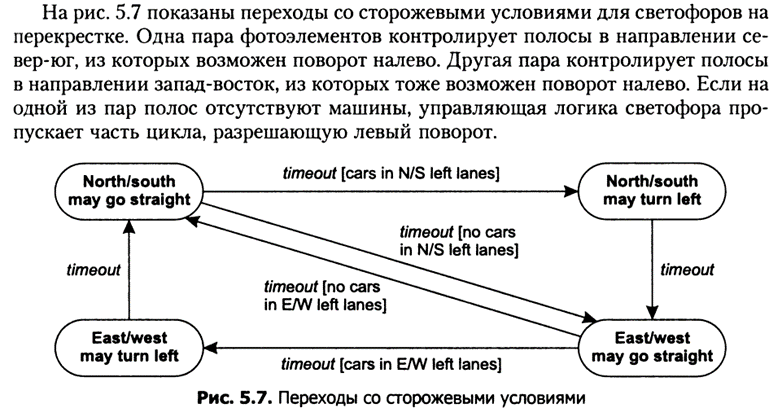 На рис. 5.7 показаны переходы со сторожевыми условиями для светофоров на
перекрестке. Одна пара фотоэлементов контролирует полосы в направлении се-
вер-юг, из которых возможен поворот налево. Другая пара контролирует полосы
в направлении запад-восток, из которых тоже возможен поворот налево. Если на
одной из пар полос отсутствуют машины, управляющая логика светофора про-
пускает часть цикла, разрешающую левый поворот.
North/south
may go straight
timeout [cars in N/S left lanes]
North/south
may turn left
timeout [no cars
in N/S left lanes]
timeout
timeout
timeout [no cars
in E/W left lanes]
East/west
may turn left
timeout [cars in E/W left lanes]
East/west
may go straight
Рис. 5.7. Переходы со сторожевыми условиями